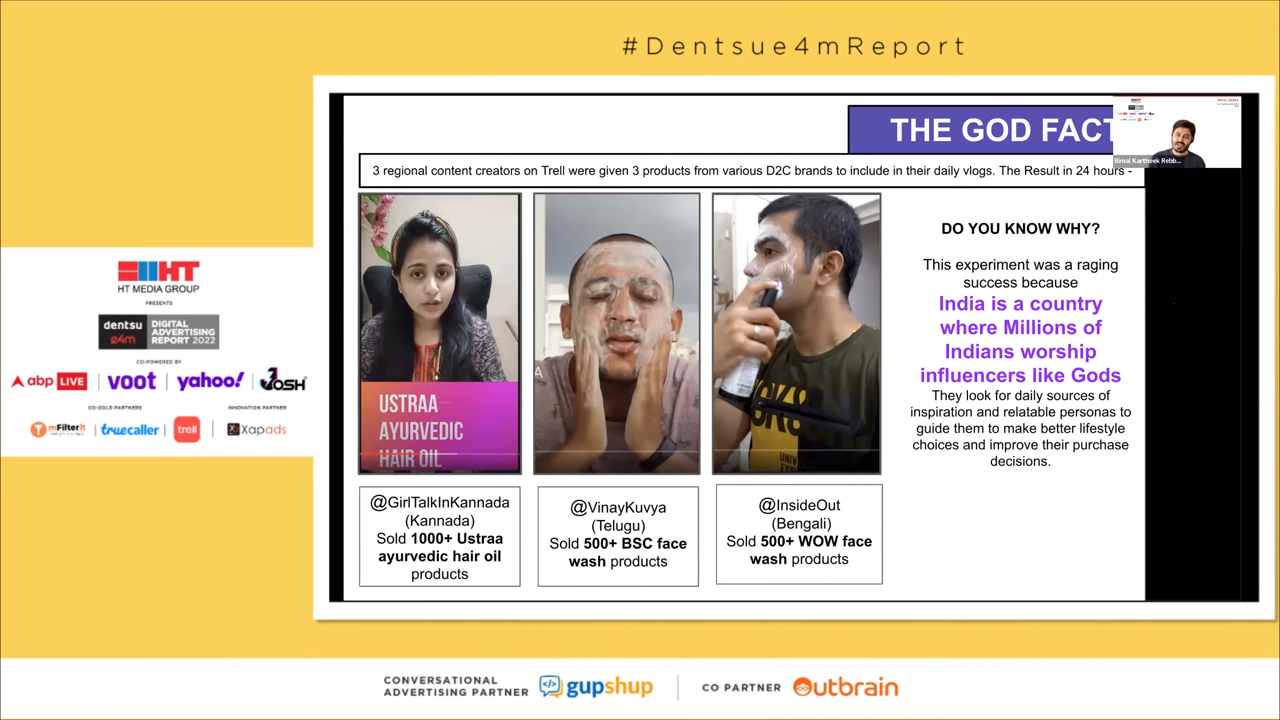 #Dentsue4mReport
HT
HT MEDIA GROUP
PRESENTS
dentsu
e4m
DIGITAL
ADVERTISING
REPORT 2022
CO-POWERED BY
abp LIVE
voot
yahoo!
JOSH
CO-GOLD PARTNERS
INNOVATION PARTNER
mFilterIt
truecaller
trell
Xapads
THE GOD FACT
Bimal Kartheek Rebb...
3 regional content creators on Trell were given 3 products from various D2C brands to include in their daily vlogs. The Result in 24 hours -
USTRAA
AYURVEDIC
HAIR OIL
A
@GirlTalkInKannada
(Kannada)
Sold 1000+ Ustraa
ayurvedic hair oil
products
@VinayKuvya
(Telugu)
Sold 500+ BSC face
wash products
@InsideOut
(Bengali)
Sold 500+ WOW face
wash products
DO YOU KNOW WHY?
This experiment was a raging
success because
India is a country
where Millions of
Indians worship
influencers like Gods
They look for daily sources of
inspiration and relatable personas to
guide them to make better lifestyle
choices and improve their purchase
decisions.
CONVERSATIONAL
ADVERTISING PARTNER
gupshup
CO PARTNER
Outbrain